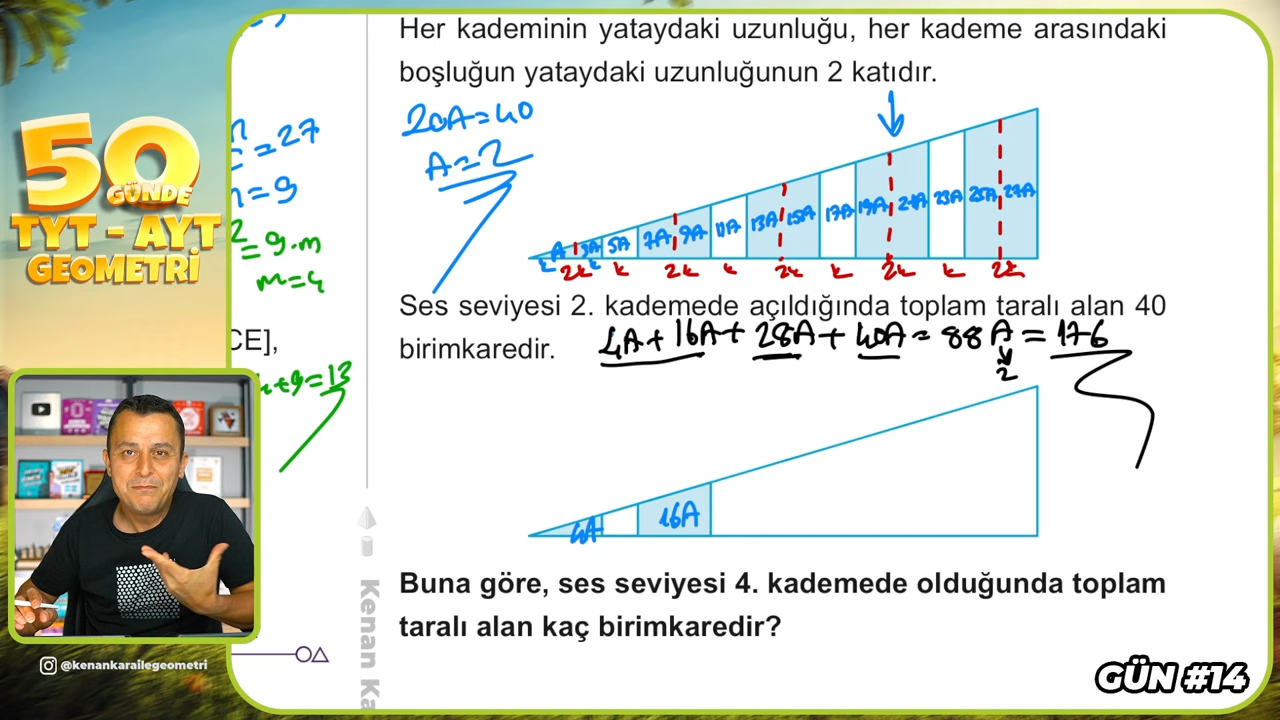 50
GÜNDE
TYT - AYT
GEOMETRİ
= 27
= 9
= 9.m
m=4
CE],
+9=13
Her kademinin yataydaki uzunluğu, her kademe arasındaki
boşluğun yataydaki uzunluğunun 2 katıdır.
20A=40
A=2
A 3A 5A 7A 9A 11A 13A 15A 17A 19A 21A 23A 25A 27A
k 2k k k 2k k 2k k 2k k 2k
Ses seviyesi 2. kademede açıldığında toplam taralı alan 40
birimkaredir.
4A+16A+28A+40A=88A=176
2
4A 16A
Buna göre, ses seviyesi 4. kademede olduğunda toplam
taralı alan kaç birimkaredir?
Kenan Ka
@kenankarailegeometri
GÜN #14